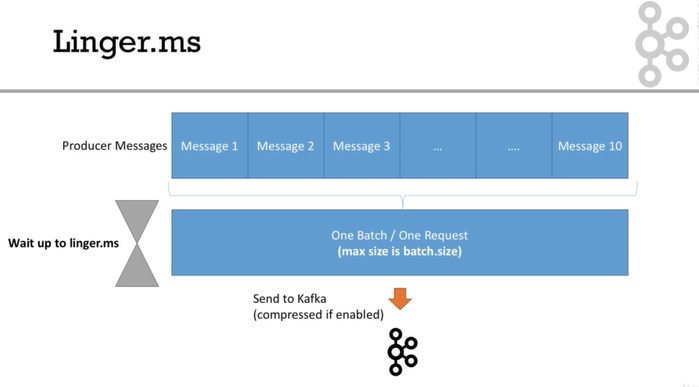 Linger.ms
Producer Messages
Message 1
Message 2
Message 3
...
....
Message 10
Wait up to linger.ms
One Batch / One Request
(max size is batch.size)
Send to Kafka
(compressed if enabled)